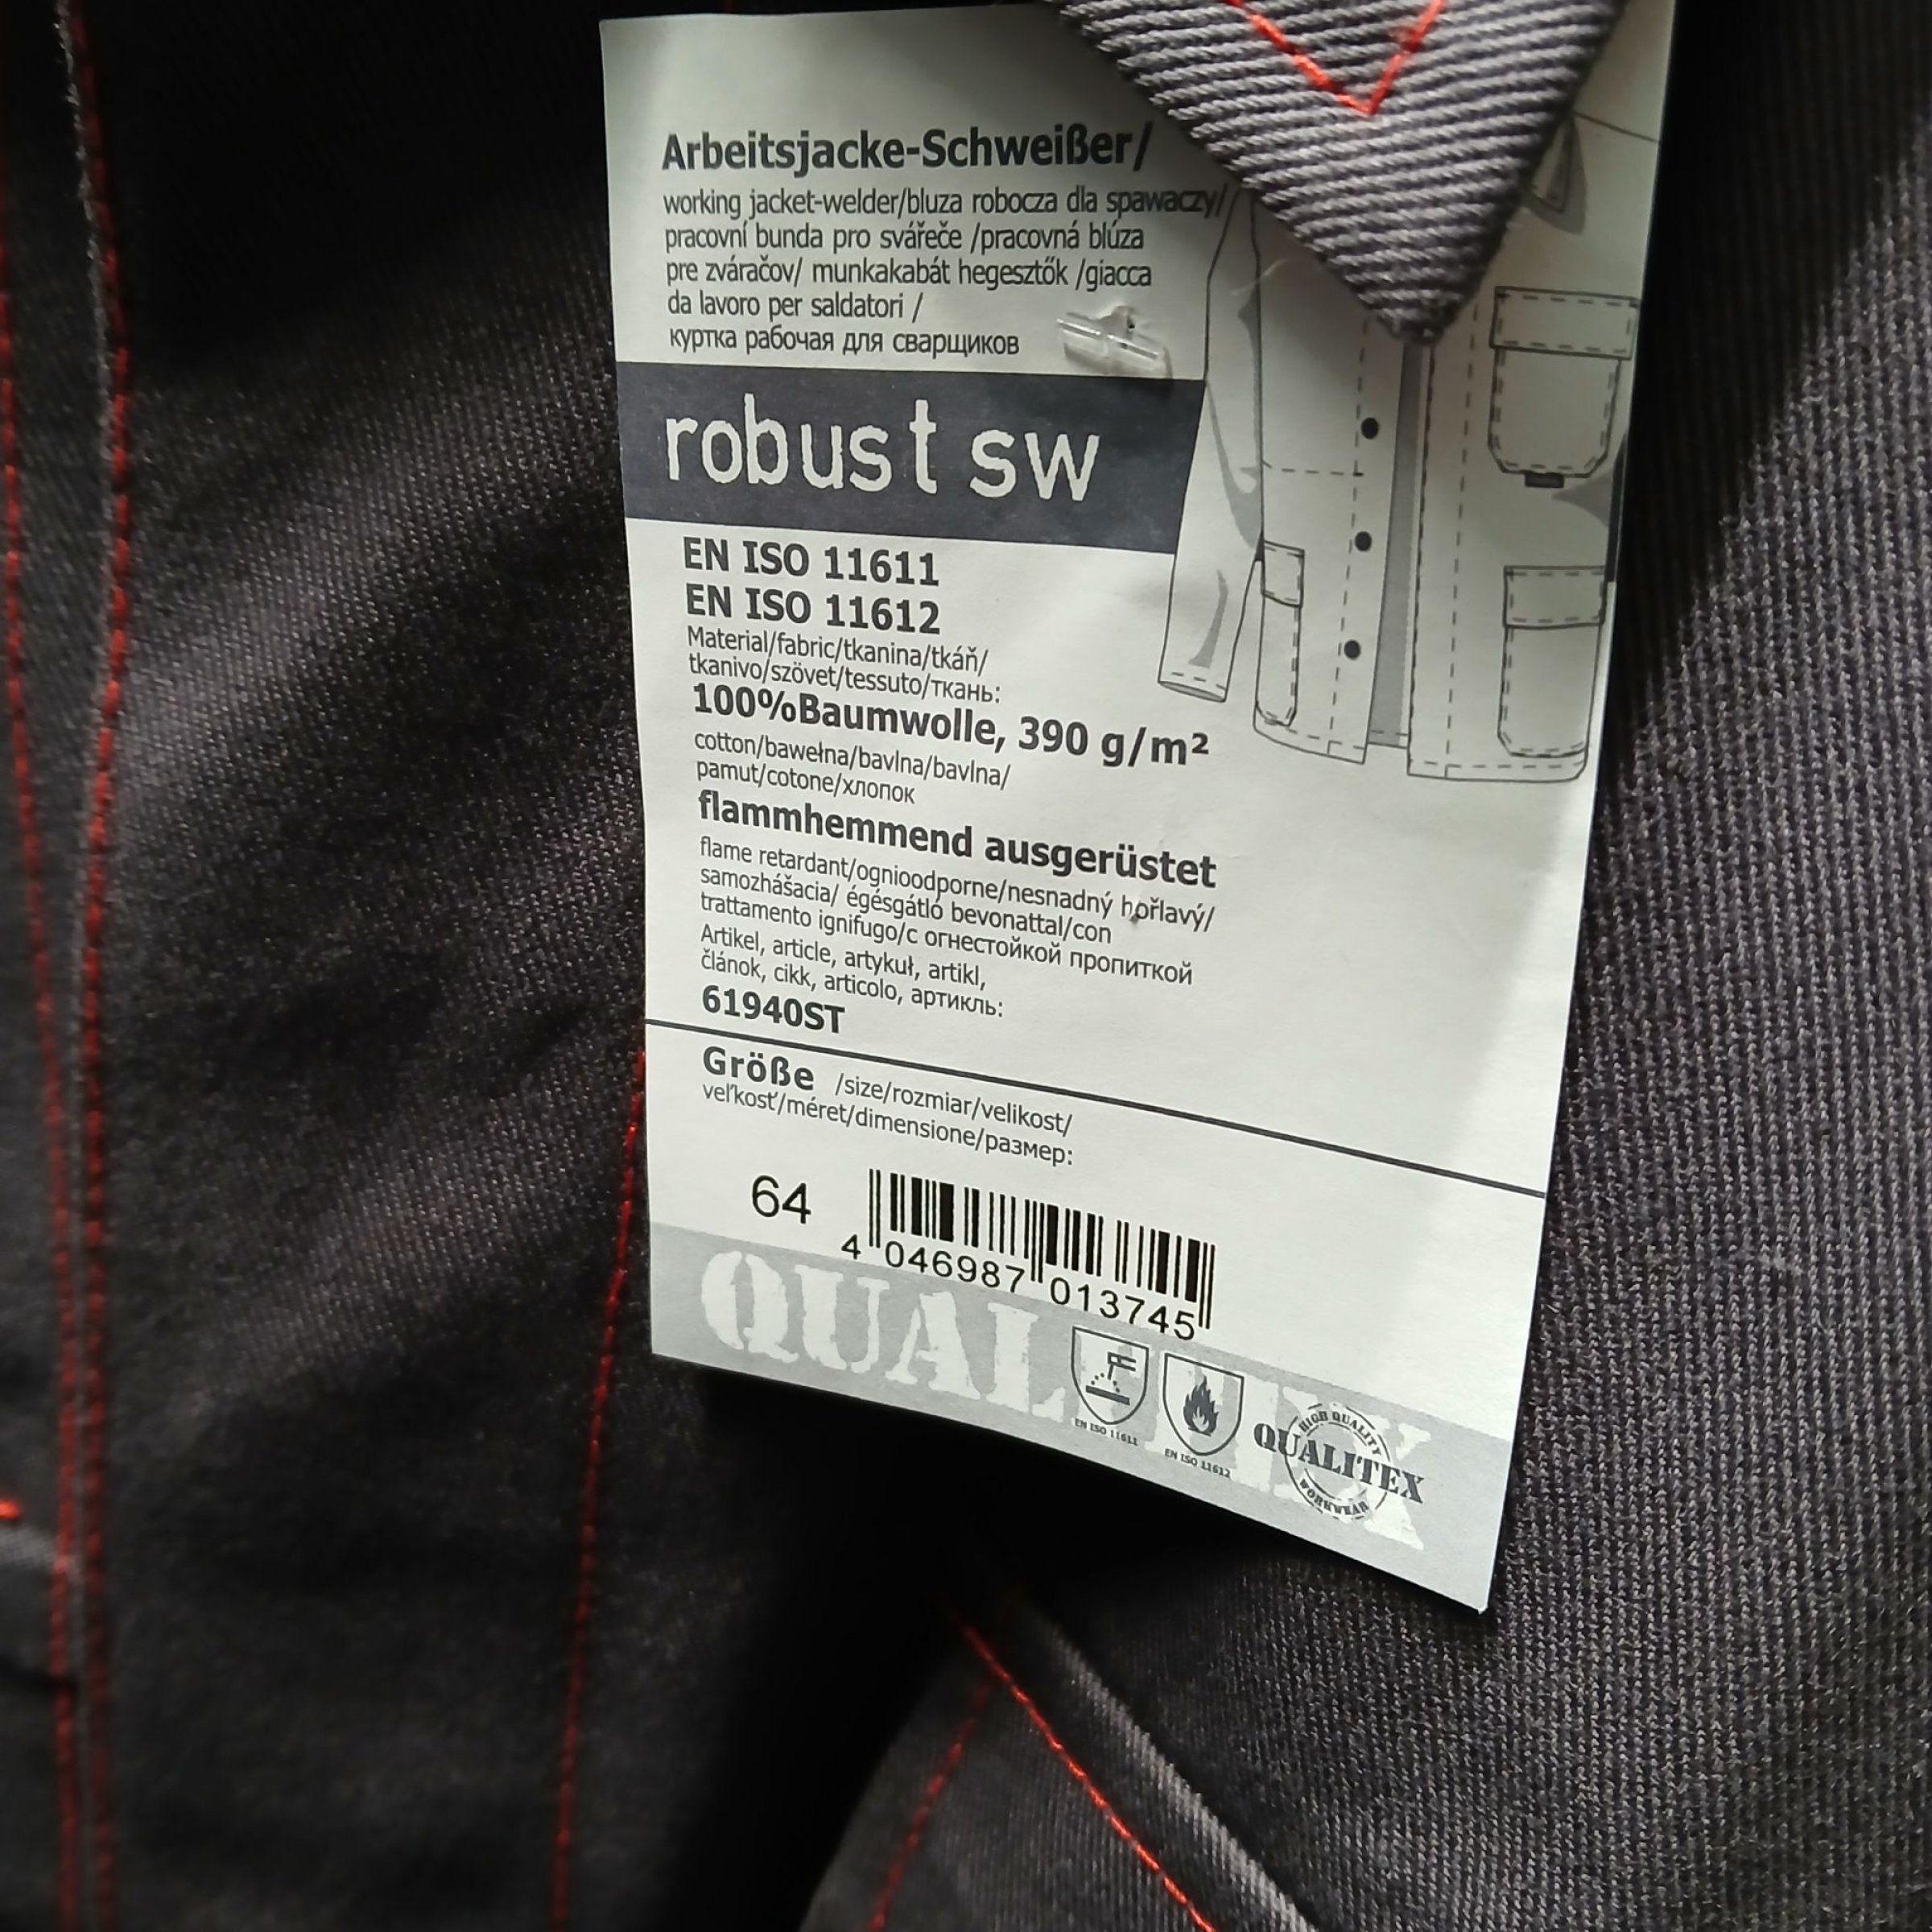 Arbeitsjacke-Schweißer/
working jacket-welder/bluza robocza dla spawaczy/
pracovní bunda pro svářeče /pracovná blúza
pre zváračov/ munkakabát hegesztők /giacca
da lavoro per saldatori /
куртка рабочая для сварщиков
robust sw
EN ISO 11611
EN ISO 11612
Material/fabric/tkanina/tkáň/
tkanivo/szövet/tessuto/ткань:
100%Baumwolle, 390 g/m²
cotton/bawełna/bavlna/bavlna/
pamut/cotone/хлопок
flammhemmend ausgerüstet
flame retardant/ognioodporne/nesnadný hořlavý/
samozhášacia/ égésgátló bevonattal/con
trattamento ignifugo/с огнестойкой пропиткой
Artikel, article, artykuł, artikl,
článok, cikk, articolo, артикль:
61940ST
Größe /size/rozmiar/velikost/
veľkosť/méret/dimensione/размер:
64
4 046987 013745
EN ISO 11611
EN ISO 11612
HIGH QUALITY
QUALITEX
WORKWEAR